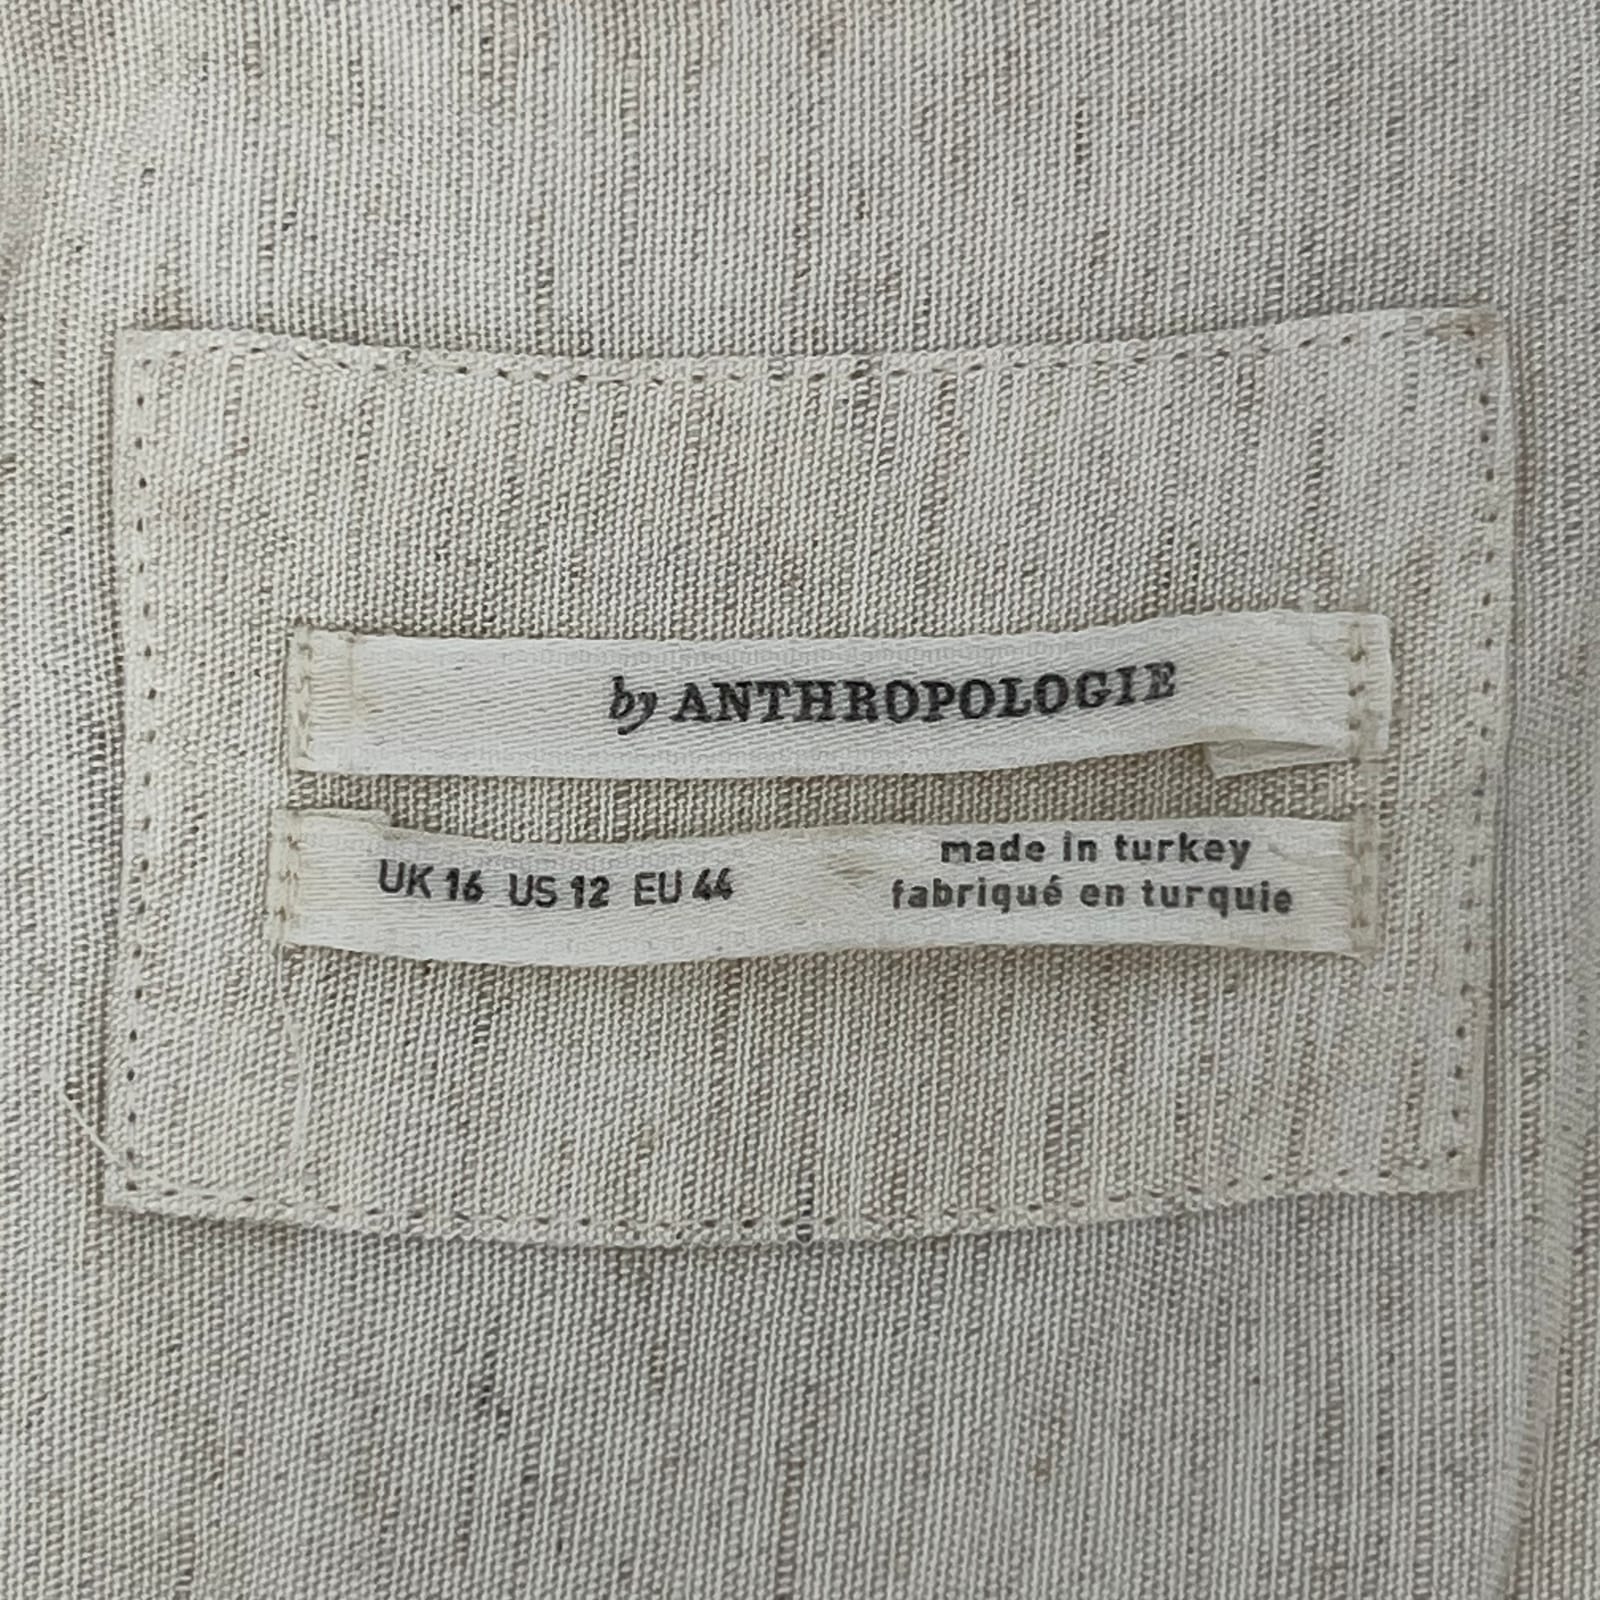 by ANTHROPOLOGIE
UK 16 US 12 EU 44
made in turkey
fabriqué en turquie